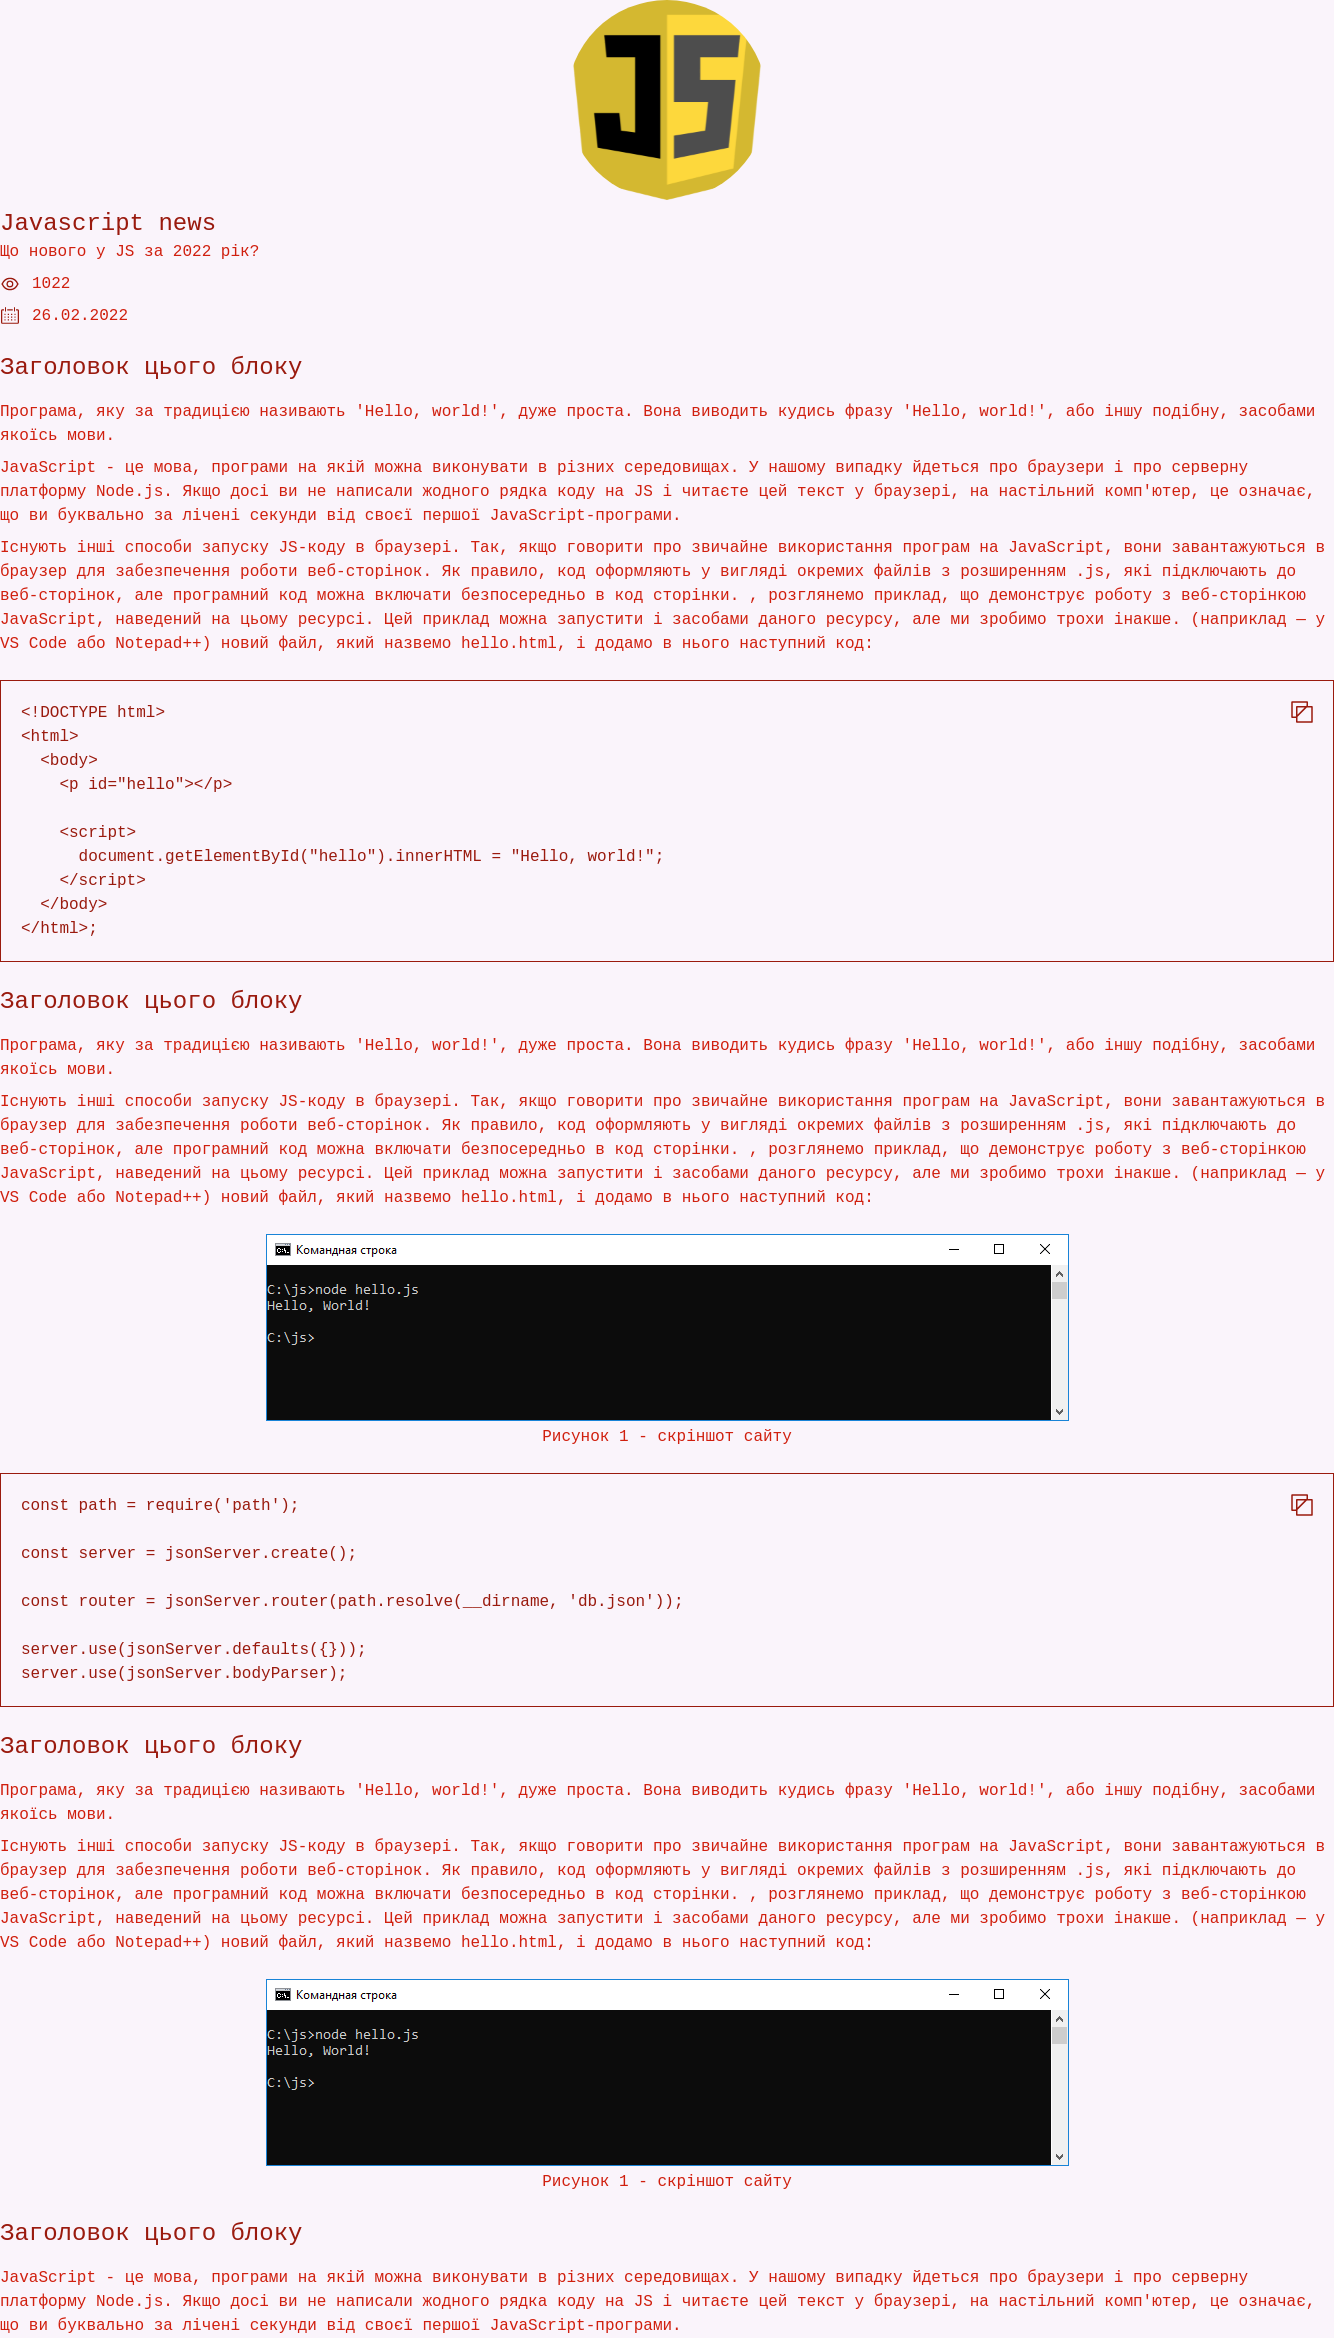 JS
Javascript news
Що нового у JS за 2022 рік?
1022
26.02.2022
Заголовок цього блоку
Програма, яку за традицією називають 'Hello, world!', дуже проста. Вона виводить кудись фразу 'Hello, world!', або іншу подібну, засобами
якоїсь мови.
JavaScript - це мова, програми на якій можна виконувати в різних середовищах. У нашому випадку йдеться про браузери і про серверну
платформу Node.js. Якщо досі ви не написали жодного рядка коду на JS і читаєте цей текст у браузері, на настільний комп'ютер, це означає,
що ви буквально за лічені секунди від своєї першої JavaScript-програми.
Існують інші способи запуску JS-коду в браузері. Так, якщо говорити про звичайне використання програм на JavaScript, вони завантажуються в
браузер для забезпечення роботи веб-сторінок. Як правило, код оформляють у вигляді окремих файлів з розширенням .js, які підключають до
веб-сторінок, але програмний код можна включати безпосередньо в код сторінки. , розглянемо приклад, що демонструє роботу з веб-сторінкою
JavaScript, наведений на цьому ресурсі. Цей приклад можна запустити і засобами даного ресурсу, але ми зробимо трохи інакше. (наприклад — у
VS Code або Notepad++) новий файл, який назвемо hello.html, і додамо в нього наступний код:
<!DOCTYPE html>
<html>
  <body>
    <p id="hello"></p>

    <script>
      document.getElementById("hello").innerHTML = "Hello, world!";
    </script>
  </body>
</html>;
Заголовок цього блоку
Програма, яку за традицією називають 'Hello, world!', дуже проста. Вона виводить кудись фразу 'Hello, world!', або іншу подібну, засобами
якоїсь мови.
Існують інші способи запуску JS-коду в браузері. Так, якщо говорити про звичайне використання програм на JavaScript, вони завантажуються в
браузер для забезпечення роботи веб-сторінок. Як правило, код оформляють у вигляді окремих файлів з розширенням .js, які підключають до
веб-сторінок, але програмний код можна включати безпосередньо в код сторінки. , розглянемо приклад, що демонструє роботу з веб-сторінкою
JavaScript, наведений на цьому ресурсі. Цей приклад можна запустити і засобами даного ресурсу, але ми зробимо трохи інакше. (наприклад — у
VS Code або Notepad++) новий файл, який назвемо hello.html, і додамо в нього наступний код:
Командная строка
C:\js>node hello.js
Hello, World!
C:\js>
Рисунок 1 - скріншот сайту
const path = require('path');

const server = jsonServer.create();

const router = jsonServer.router(path.resolve(__dirname, 'db.json'));

server.use(jsonServer.defaults({}));
server.use(jsonServer.bodyParser);
Заголовок цього блоку
Програма, яку за традицією називають 'Hello, world!', дуже проста. Вона виводить кудись фразу 'Hello, world!', або іншу подібну, засобами
якоїсь мови.
Існують інші способи запуску JS-коду в браузері. Так, якщо говорити про звичайне використання програм на JavaScript, вони завантажуються в
браузер для забезпечення роботи веб-сторінок. Як правило, код оформляють у вигляді окремих файлів з розширенням .js, які підключають до
веб-сторінок, але програмний код можна включати безпосередньо в код сторінки. , розглянемо приклад, що демонструє роботу з веб-сторінкою
JavaScript, наведений на цьому ресурсі. Цей приклад можна запустити і засобами даного ресурсу, але ми зробимо трохи інакше. (наприклад — у
VS Code або Notepad++) новий файл, який назвемо hello.html, і додамо в нього наступний код:
Командная строка
C:\js>node hello.js
Hello, World!
C:\js>
Рисунок 1 - скріншот сайту
Заголовок цього блоку
JavaScript - це мова, програми на якій можна виконувати в різних середовищах. У нашому випадку йдеться про браузери і про серверну
платформу Node.js. Якщо досі ви не написали жодного рядка коду на JS і читаєте цей текст у браузері, на настільний комп'ютер, це означає,
що ви буквально за лічені секунди від своєї першої JavaScript-програми.